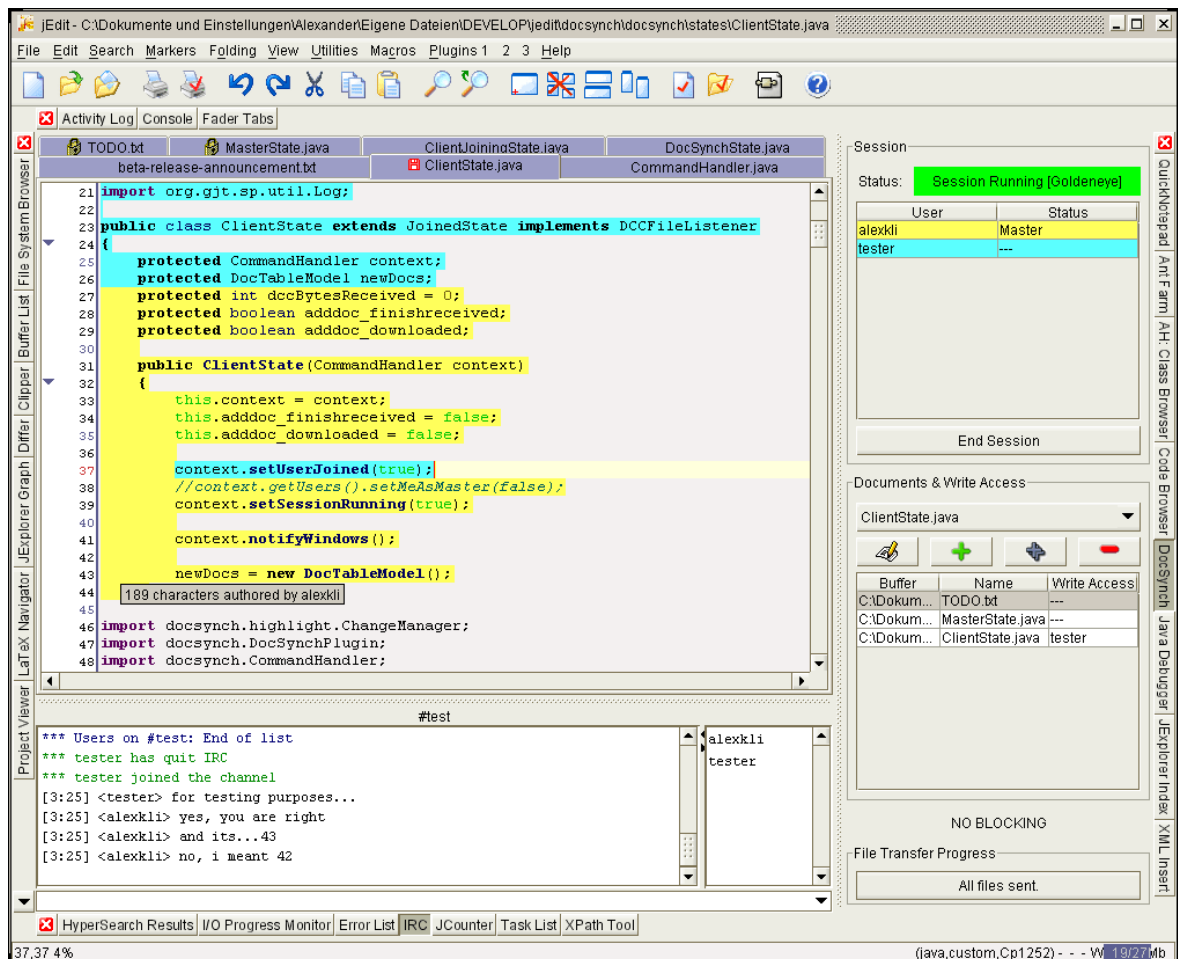 jEdit - C:\Dokumente und Einstellungen\Alexander\Eigene Dateien\DEVELOP\jedit\docsynch\docsynch\states\ClientState.java
File Edit Search Markers Folding View Utilities Macros Plugins 1 2 3 Help
Activity Log Console Fader Tabs
TODO.txt MasterState.java ClientJoiningState.java DocSynchState.java
beta-release-announcement.txt ClientState.java CommandHandler.java
21 import org.gjt.sp.util.Log;
22
23 public class ClientState extends JoinedState implements DCCFileListener
24 {
25 protected CommandHandler context;
26 protected DocTableModel newDocs;
27 protected int dccBytesReceived = 0;
28 protected boolean adddoc_finishreceived;
29 protected boolean adddoc_downloaded;
30
31 public ClientState(CommandHandler context)
32 {
33 this.context = context;
34 this.adddoc_finishreceived = false;
35 this.adddoc_downloaded = false;
36
37 context.setUserJoined(true);
38 //context.getUsers().setMeAsMaster(false);
39 context.setSessionRunning(true);
40
41 context.notifyWindows();
42
43 newDocs = new DocTableModel();
44 189 characters authored by alexkli
45
46 import docsynch.highlight.ChangeManager;
47 import docsynch.DocSynchPlugin;
48 import docsynch.CommandHandler;
File System Browser
Buffer List
Clipper
Differ
JExplorer Graph
LaTeX Navigator
Project Viewer
Session
Status: Session Running [Goldeneye]
User Status
alexkli Master
tester ---
End Session
Documents & Write Access
ClientState.java
Buffer Name Write Access
C:\Dokum... TODO.txt ---
C:\Dokum... MasterState.java ---
C:\Dokum... ClientState.java tester
NO BLOCKING
File Transfer Progress
All files sent.
QuickNotepad
Ant Farm
AH: Class Browser
Code Browser
DocSynch
Java Debugger
JExplorer Index
XML Insert
#test
*** Users on #test: End of list
*** tester has quit IRC
*** tester joined the channel
[3:25] <tester> for testing purposes...
[3:25] <alexkli> yes, you are right
[3:25] <alexkli> and its...43
[3:25] <alexkli> no, i meant 42
alexkli
tester
HyperSearch Results I/O Progress Monitor Error List IRC JCounter Task List XPath Tool
37,37 4% (java,custom,Cp1252) - - - W 19/27Mb